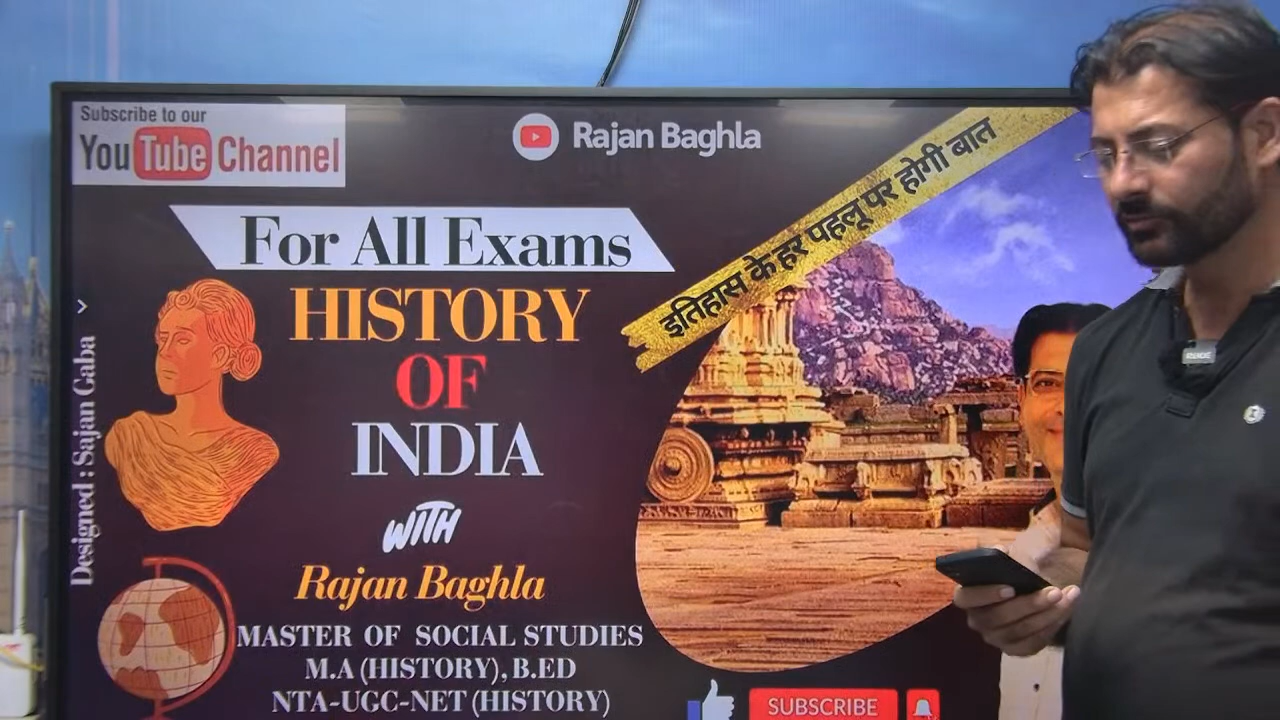 Subscribe to our
YouTube Channel
Rajan Baghla
इतिहास के हर पहलू पर होगी बात
For All Exams
HISTORY
OF
INDIA
WITH
Rajan Baghla
MASTER OF SOCIAL STUDIES
M.A (HISTORY), B.ED
NTA-UGC-NET (HISTORY)
Designed : Sajan Gaba
SUBSCRIBE
RODE